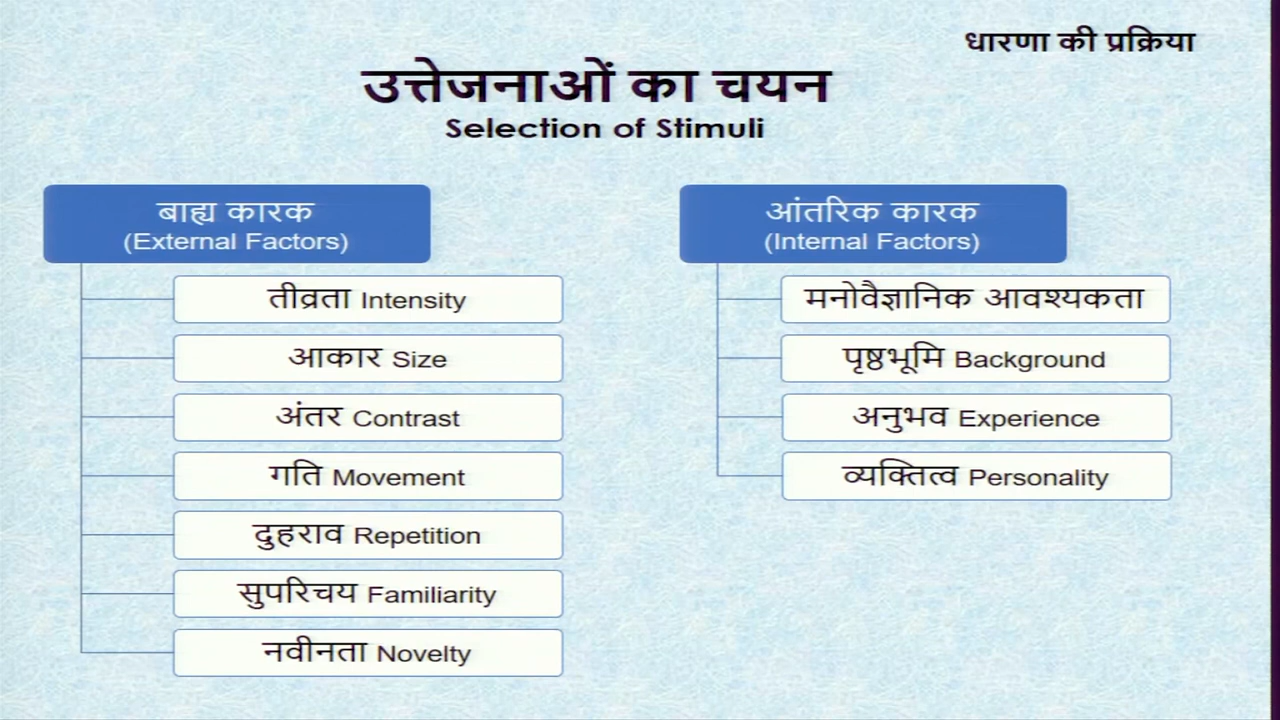 धारणा की प्रक्रिया
उत्तेजनाओं का चयन
Selection of Stimuli
बाह्य कारक
(External Factors)
तीव्रता Intensity
आकार Size
अंतर Contrast
गति Movement
दुहराव Repetition
सुपरिचय Familiarity
नवीनता Novelty
आंतरिक कारक
(Internal Factors)
मनोवैज्ञानिक आवश्यकता
पृष्ठभूमि Background
अनुभव Experience
व्यक्तित्व Personality